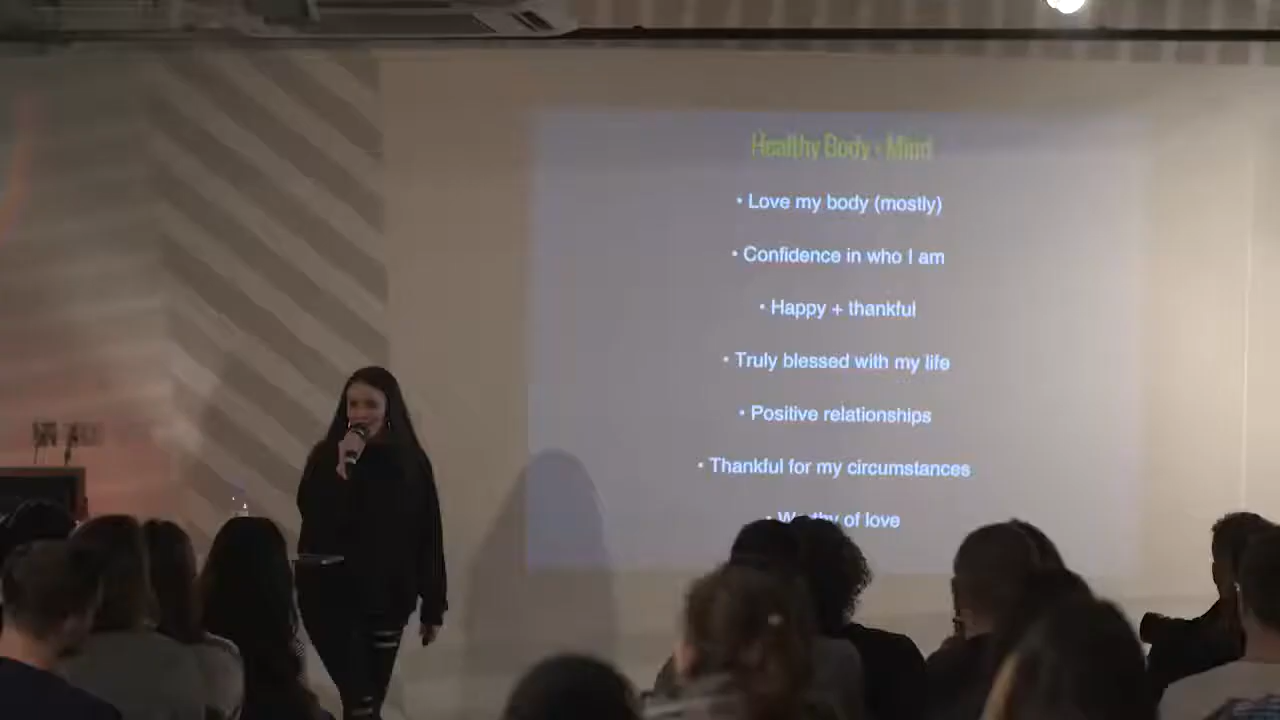 Healthy Body + Mind
• Love my body (mostly)
• Confidence in who I am
• Happy + thankful
• Truly blessed with my life
• Positive relationships
• Thankful for my circumstances
• Worthy of love